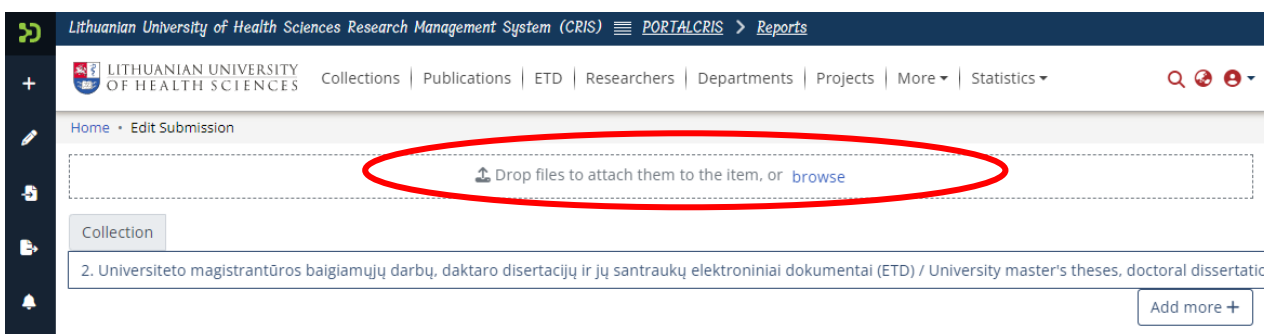 Lithuanian University of Health Sciences Research Management System (CRIS) PORTALCRIS > Reports
LITHUANIAN UNIVERSITY
OF HEALTH SCIENCES
Collections | Publications | ETD | Researchers | Departments | Projects | More | Statistics
Home • Edit Submission
Drop files to attach them to the item, or browse
Collection
2. Universiteto magistrantūros baigiamųjų darbų, daktaro disertacijų ir jų santraukų elektroniniai dokumentai (ETD) / University master's theses, doctoral dissertatio
Add more +